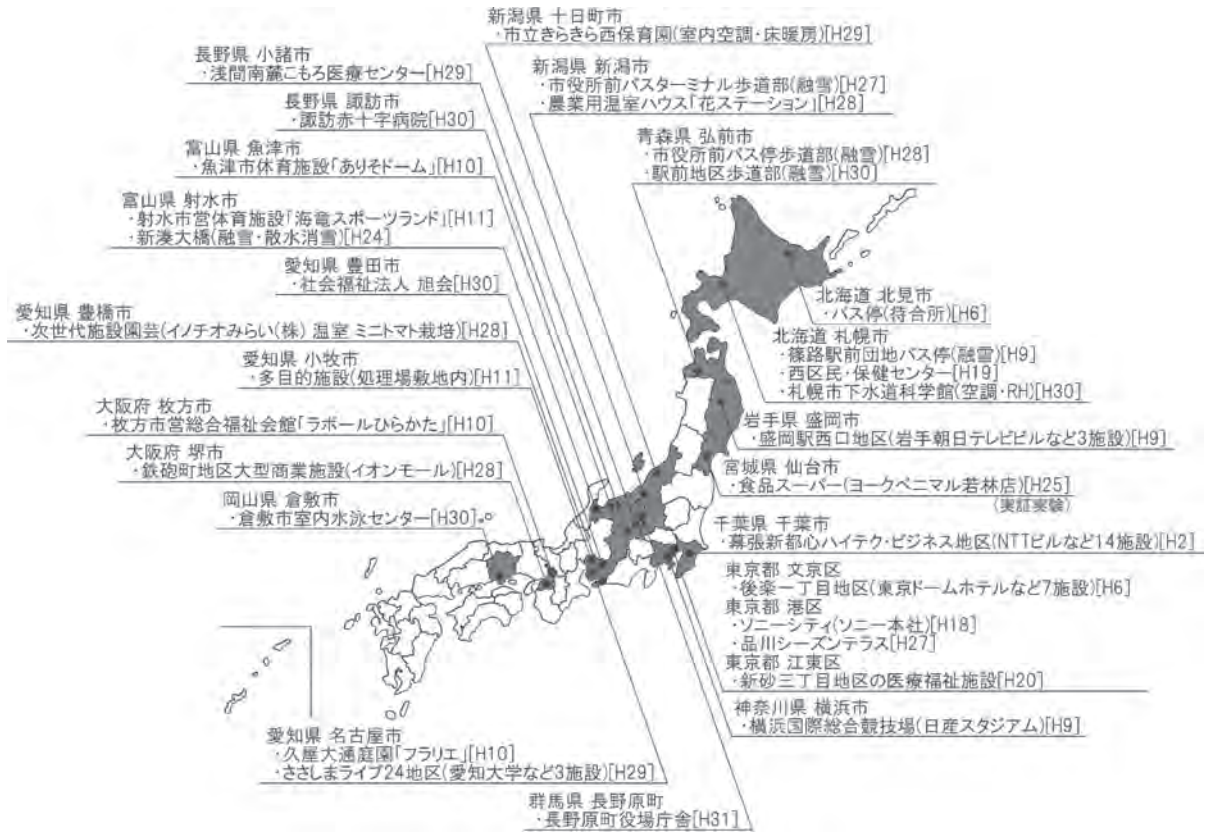 新潟県 十日町市
・市立きらきら西保育園(室内空調・床暖房)[H29]
長野県 小諸市
・浅間南麓こもろ医療センター[H29]
新潟県 新潟市
・市役所前バスターミナル歩道部(融雪)[H27]
・農業用温室ハウス「花ステーション」[H28]
長野県 諏訪市
・諏訪赤十字病院[H30]
青森県 弘前市
・市役所前バス停歩道部(融雪)[H28]
・駅前地区歩道部(融雪)[H30]
富山県 魚津市
・魚津市体育施設「ありそドーム」[H10]
富山県 射水市
・射水市営体育施設「海竜スポーツランド」[H11]
・新湊大橋(融雪・散水消雪)[H24]
愛知県 豊田市
・社会福祉法人 旭会[H30]
愛知県 豊橋市
・次世代施設園芸(イノチオみらい(株) 温室 ミニトマト栽培)[H28]
愛知県 小牧市
・多目的施設(処理場敷地内)[H11]
大阪府 枚方市
・枚方市営総合福祉会館「ラポールひらかた」[H10]
大阪府 堺市
・鉄砲町地区大型商業施設(イオンモール)[H28]
岡山県 倉敷市
・倉敷市室内水泳センター[H30]
北海道 北見市
・バス停(待合所)[H6]
北海道 札幌市
・篠路駅前団地バス停(融雪)[H9]
・西区民・保健センター[H19]
・札幌市下水道科学館(空調・RH)[H30]
岩手県 盛岡市
・盛岡駅西口地区(岩手朝日テレビビルなど3施設)[H9]
宮城県 仙台市
・食品スーパー(ヨークベニマル若林店)[H25]
(実証実験)
千葉県 千葉市
・幕張新都心ハイテク・ビジネス地区(NTTビルなど14施設)[H2]
東京都 文京区
・後楽一丁目地区(東京ドームホテルなど7施設)[H6]
東京都 港区
・ソニーシティ(ソニー本社)[H18]
・品川シーズンテラス[H27]
東京都 江東区
・新砂三丁目地区の医療福祉施設[H20]
神奈川県 横浜市
・横浜国際総合競技場(日産スタジアム)[H9]
愛知県 名古屋市
・久屋大通庭園「フラリエ」[H10]
・ささしまライブ24地区(愛知大学など3施設)[H29]
群馬県 長野原町
・長野原町役場庁舎[H31]